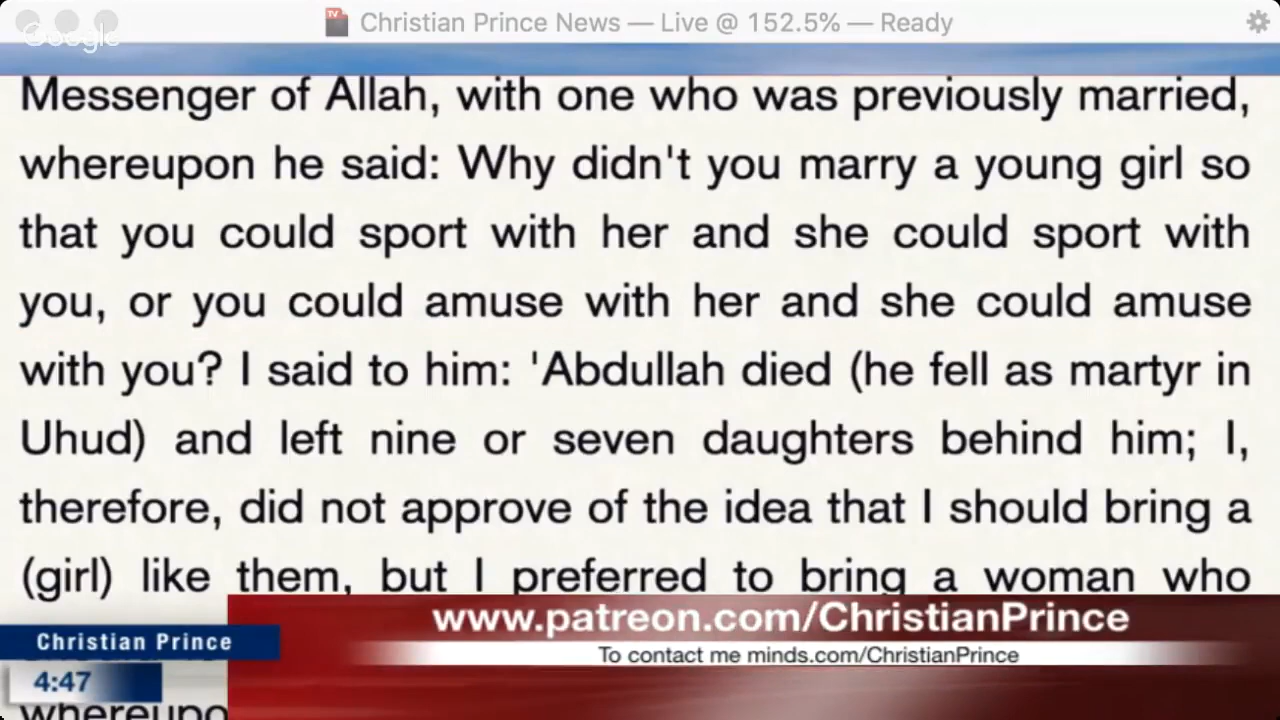 Christian Prince News — Live @ 152.5% — Ready
Google
Messenger of Allah, with one who was previously married,
whereupon he said: Why didn't you marry a young girl so
that you could sport with her and she could sport with
you, or you could amuse with her and she could amuse
with you? I said to him: 'Abdullah died (he fell as martyr in
Uhud) and left nine or seven daughters behind him; I,
therefore, did not approve of the idea that I should bring a
(girl) like them, but I preferred to bring a woman who
www.patreon.com/ChristianPrince
Christian Prince
To contact me minds.com/ChristianPrince
4:47
whereupo